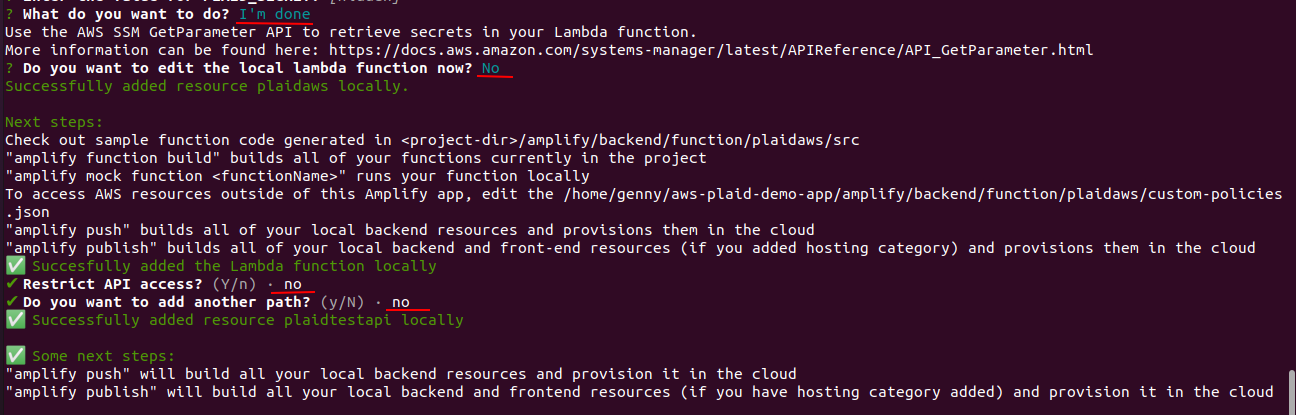 ? What do you want to do? I'm done
Use the AWS SSM GetParameter API to retrieve secrets in your Lambda function.
More information can be found here: https://docs.aws.amazon.com/systems-manager/latest/APIReference/API_GetParameter.html
? Do you want to edit the local lambda function now? No
Successfully added resource plaidaws locally.

Next steps:
Check out sample function code generated in <project-dir>/amplify/backend/function/plaidaws/src
"amplify function build" builds all of your functions currently in the project
"amplify mock function <functionName>" runs your function locally
To access AWS resources outside of this Amplify app, edit the /home/genny/aws-plaid-demo-app/amplify/backend/function/plaidaws/custom-policies
.json
"amplify push" builds all of your local backend resources and provisions them in the cloud
"amplify publish" builds all of your local backend and front-end resources (if you added hosting category) and provisions them in the cloud
✅ Succesfully added the Lambda function locally
✔ Restrict API access? (Y/n) · no
✔ Do you want to add another path? (y/N) · no
✅ Successfully added resource plaidtestapi locally

✅ Some next steps:
"amplify push" will build all your local backend resources and provision it in the cloud
"amplify publish" will build all your local backend and frontend resources (if you have hosting category added) and provision it in the cloud